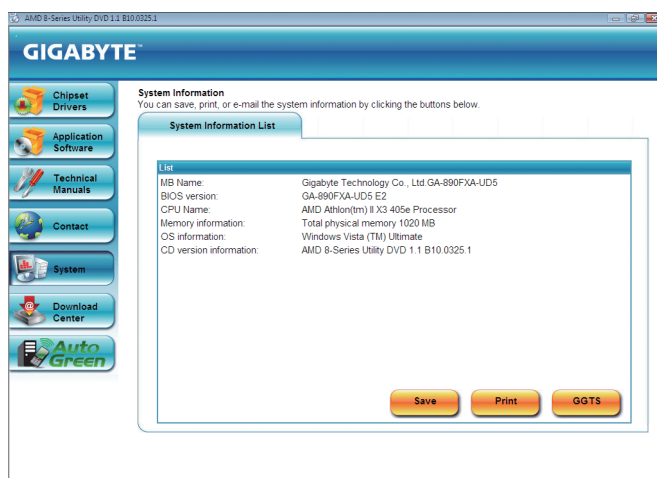 AMD 8-Series Utility DVD 1.1 B10.0325.1
GIGABYTE™
Chipset
Drivers
Application
Software
Technical
Manuals
Contact
System
Download
Center
Auto
Green
System Information
You can save, print, or e-mail the system information by clicking the buttons below.
System Information List
List
MB Name: Gigabyte Technology Co., Ltd.GA-890FXA-UD5
BIOS version: GA-890FXA-UD5 E2
CPU Name: AMD Athlon(tm) II X3 405e Processor
Memory information: Total physical memory 1020 MB
OS information: Windows Vista (TM) Ultimate
CD version information: AMD 8-Series Utility DVD 1.1 B10.0325.1
Save Print GGTS